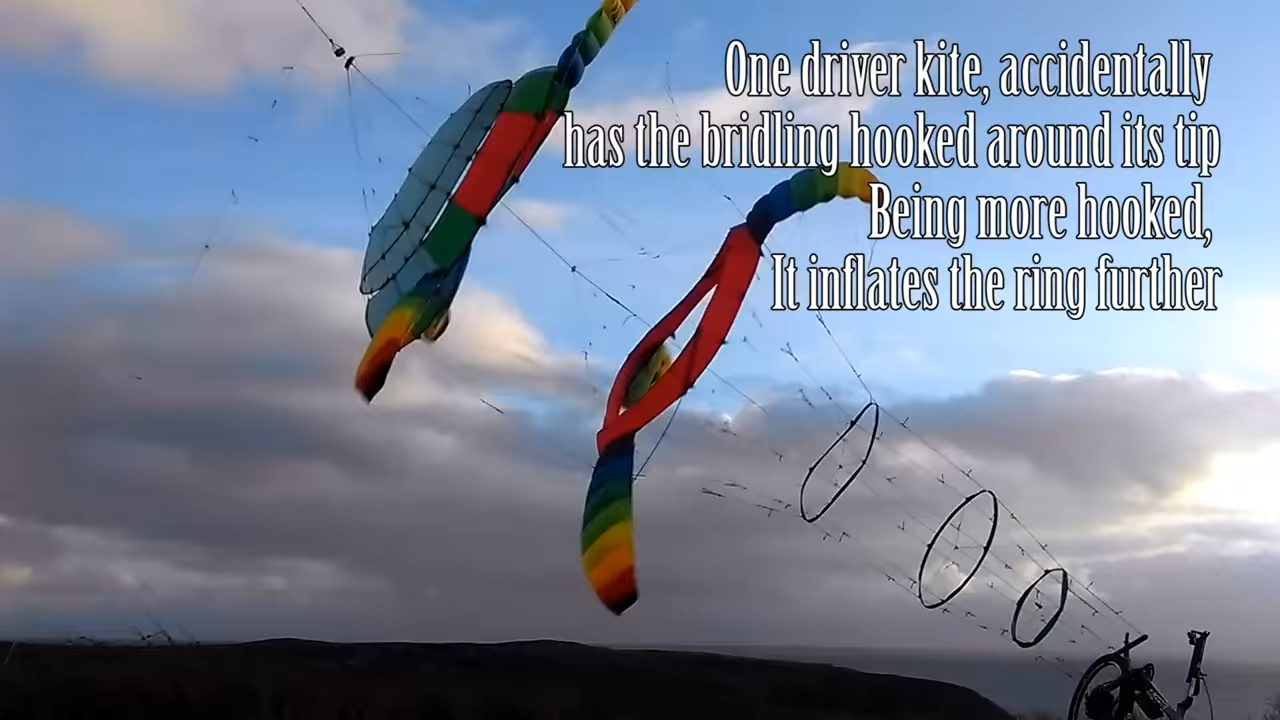 One driver kite, accidentally
has the bridling hooked around its tip
Being more hooked,
It inflates the ring further